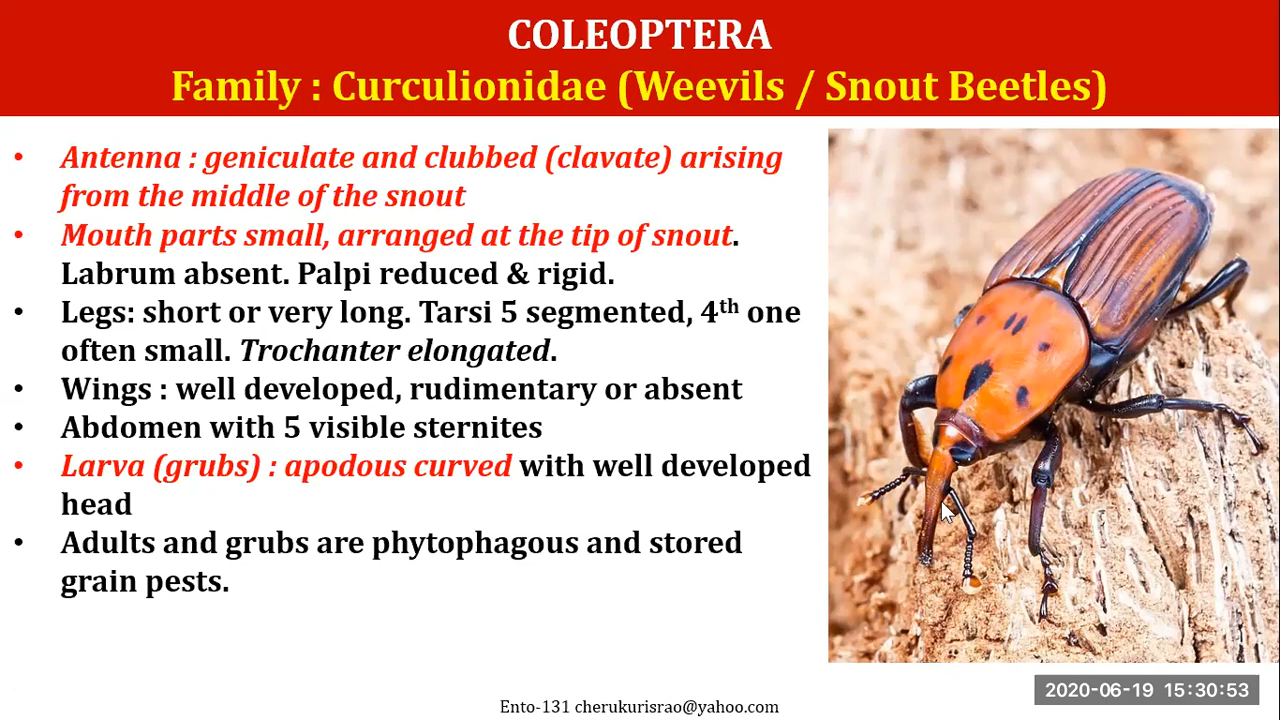 COLEOPTERA
Family : Curculionidae (Weevils / Snout Beetles)
• Antenna : geniculate and clubbed (clavate) arising
from the middle of the snout
• Mouth parts small, arranged at the tip of snout.
Labrum absent. Palpi reduced & rigid.
• Legs: short or very long. Tarsi 5 segmented, 4th one
often small. Trochanter elongated.
• Wings : well developed, rudimentary or absent
• Abdomen with 5 visible sternites
• Larva (grubs) : apodous curved with well developed
head
• Adults and grubs are phytophagous and stored
grain pests.
Ento-131 cherukurisrao@yahoo.com
2020-06-19 15:30:53